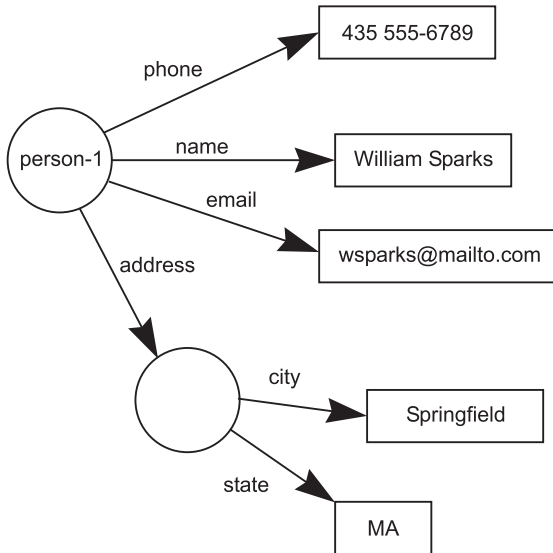 435 555-6789
phone
person-1
name
William Sparks
email
wsparks@mailto.com
address
city
Springfield
state
MA